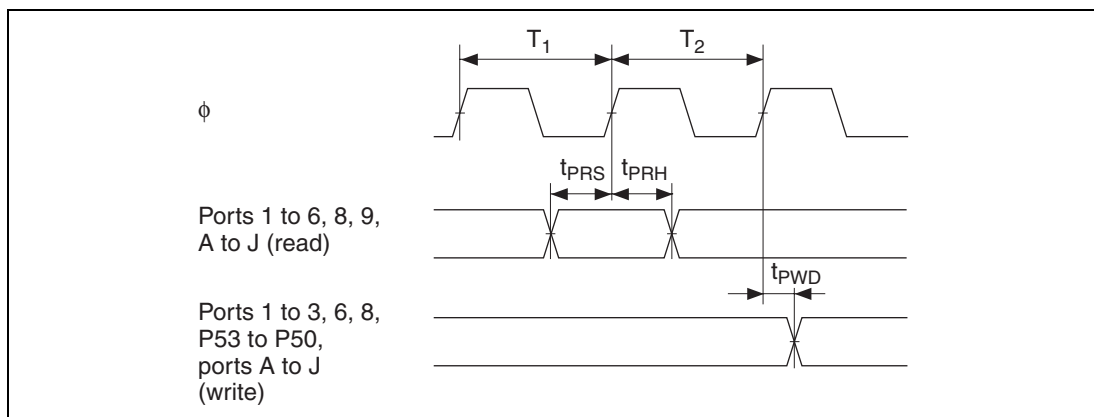 T1 T2
ϕ
tPRS tPRH
Ports 1 to 6, 8, 9,
A to J (read)
tPWD
Ports 1 to 3, 6, 8,
P53 to P50,
ports A to J
(write)